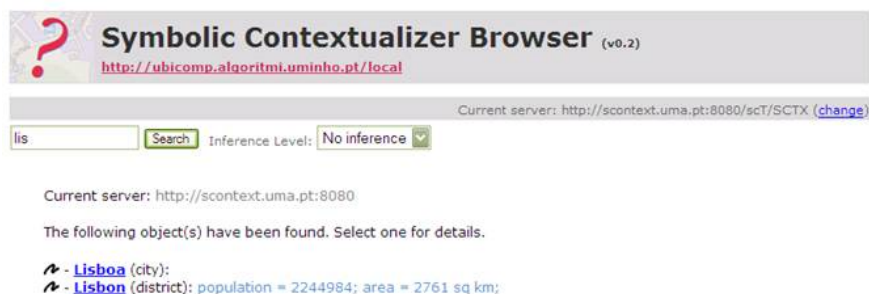 Symbolic Contextualizer Browser (v0.2)
http://ubicomp.algoritmi.uminho.pt/local
Current server: http://scontext.uma.pt:8080/scT/SCTX (change)
lis Search Inference Level: No inference
Current server: http://scontext.uma.pt:8080
The following object(s) have been found. Select one for details.
- Lisboa (city):
- Lisbon (district): population = 2244984; area = 2761 sq km;